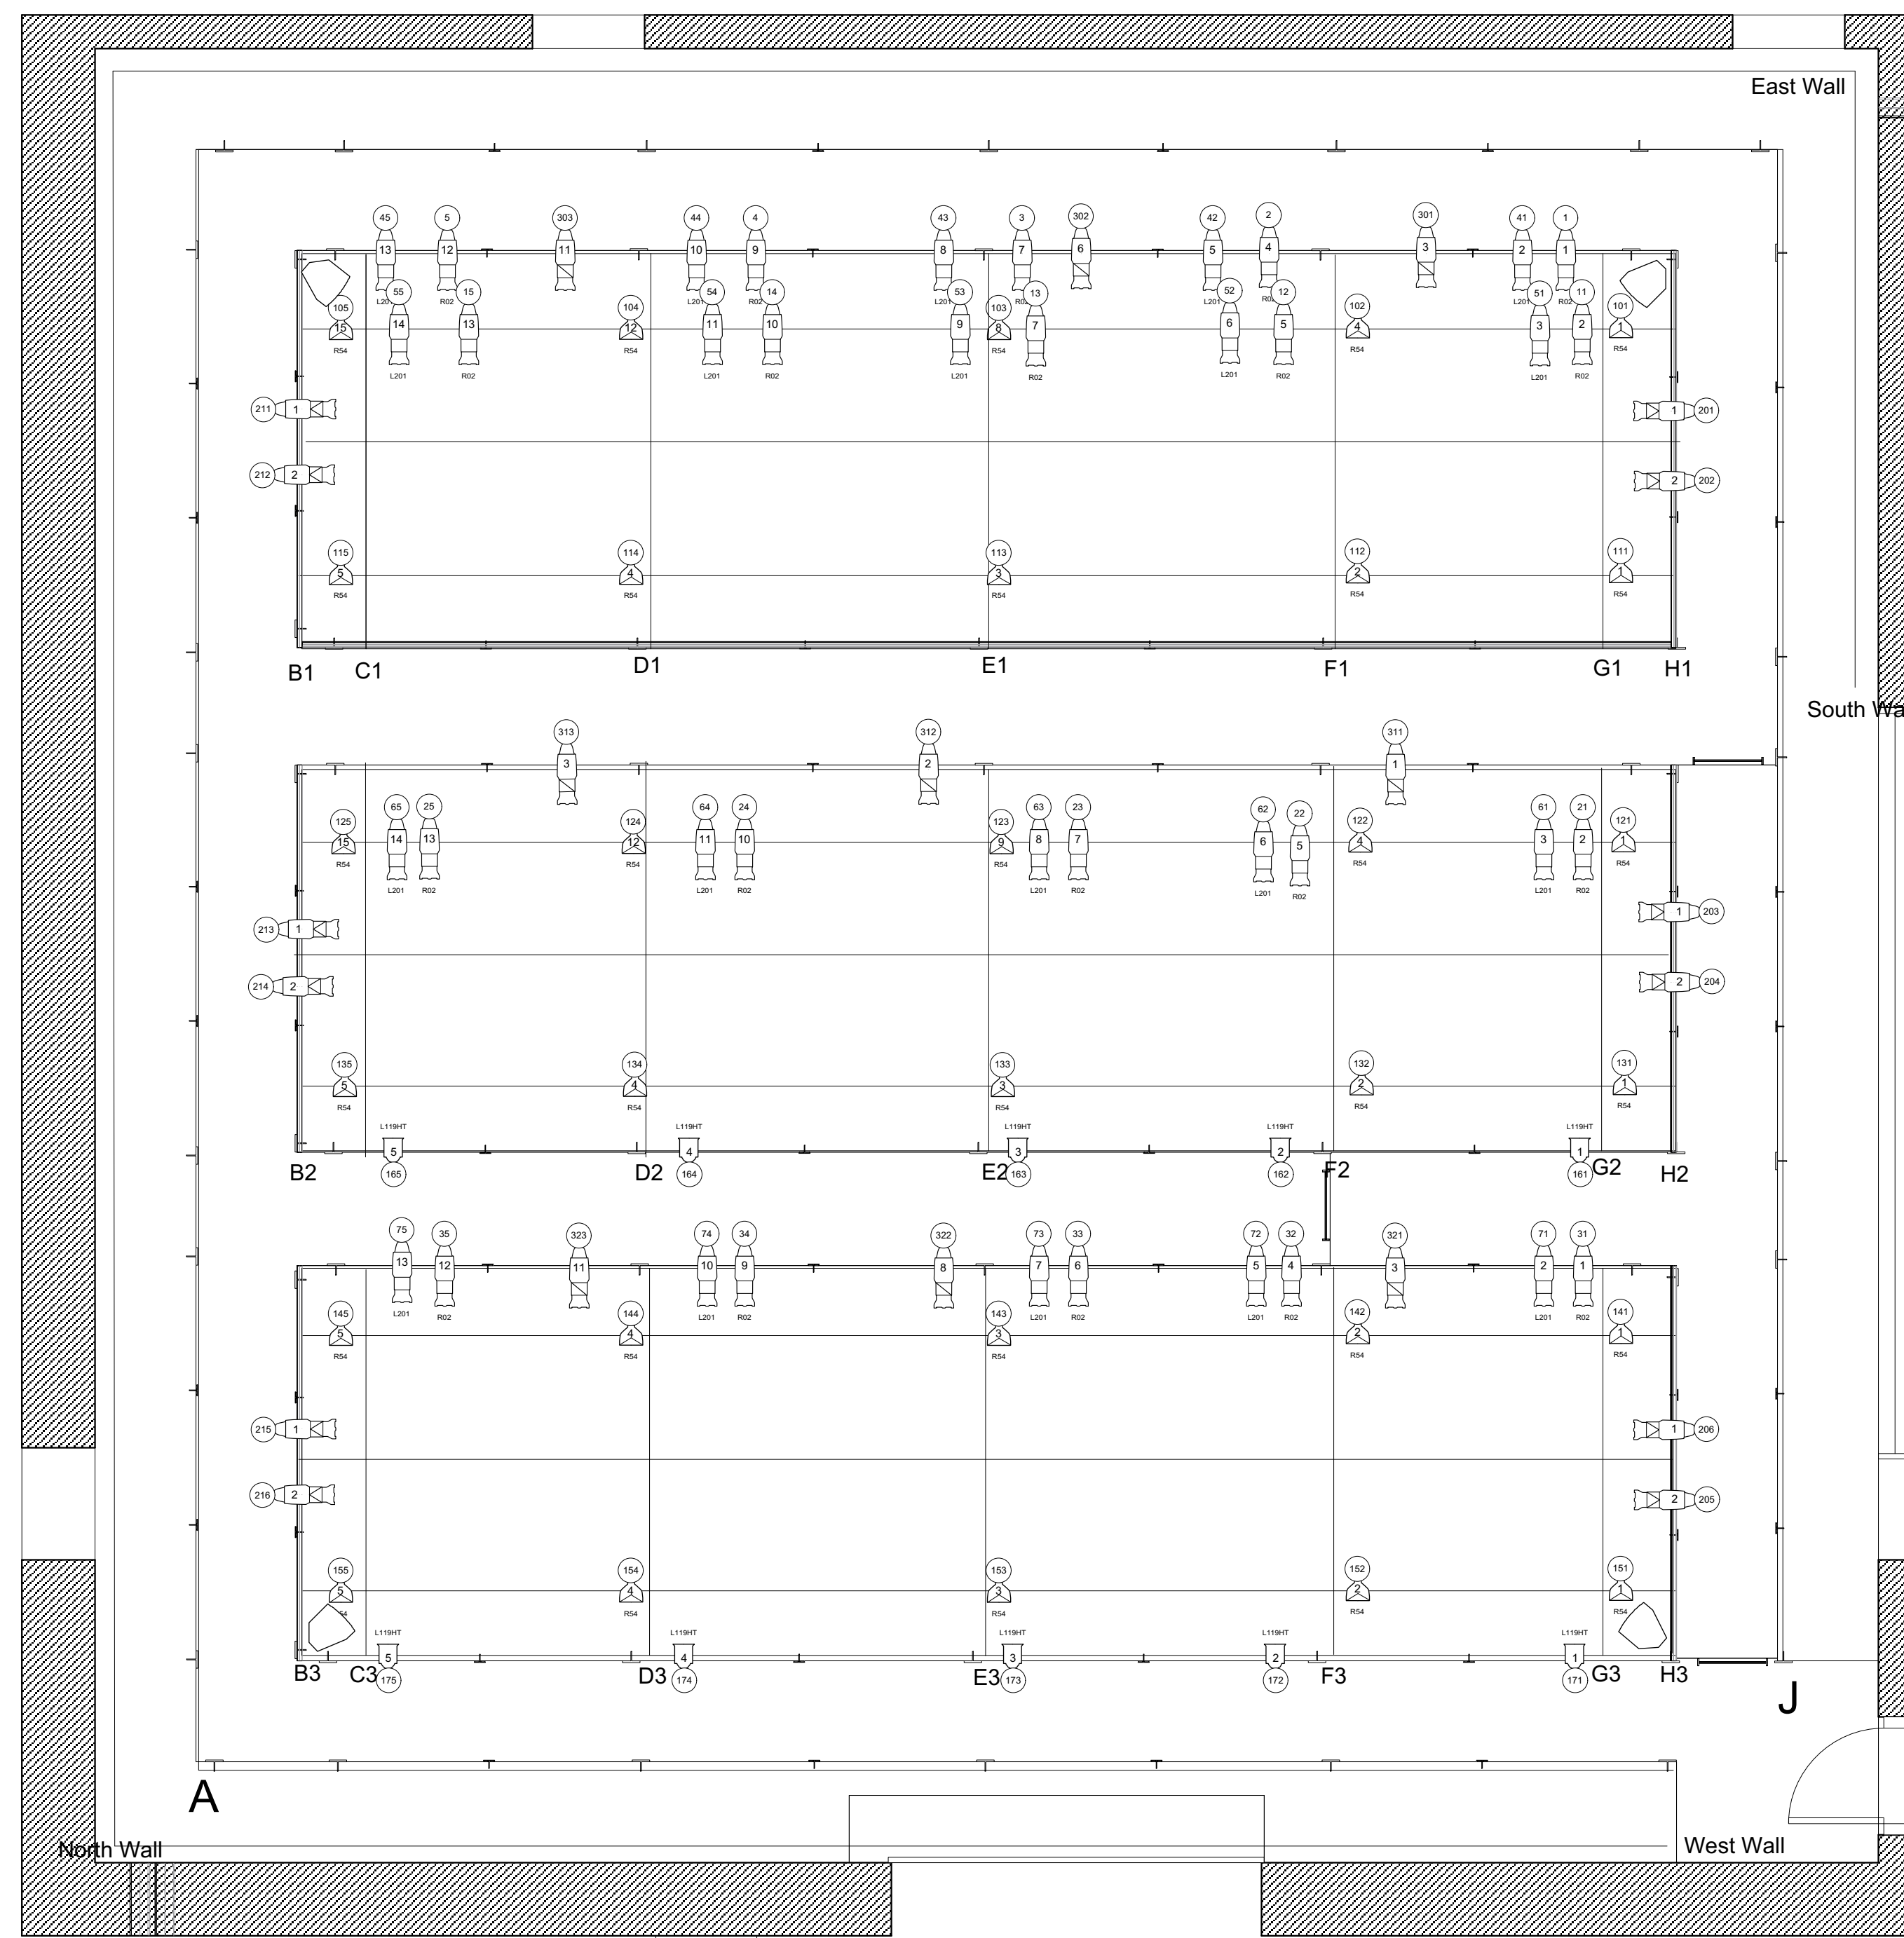 East Wall
45 5 303 44 4 43 3 302 42 2 301 41 1
13 12 11 10 9 8 7 6 5 4 3 2 1
R02 L201 R02 L201 L201 L201
55 15 54 14 53 13 52 12 51 11
105 104 103 102 101
15 14 13 12 11 10 9 8 7 6 5 4 3 2 1
R54 R54 R54 R54 R54
L201 R02 L201 R02 L201 R02 L201 R02 L201 R02
211 1 1 201
212 2 2 202
115 114 113 112 111
5 4 3 2 1
R54 R54 R54 R54 R54
B1 C1 D1 E1 F1 G1 H1
South Wa
313 312 311
3 2 1
65 25 64 24 63 23 62 22 61 21
125 124 123 122 121
15 14 13 12 11 10 9 8 7 6 5 4 3 2 1
R54 R54 R54 R54 R54
L201 R02 L201 R02 L201 R02 L201 R02 L201 R02
213 1 1 203
214 2 2 204
135 134 133 132 131
5 4 3 2 1
R54 R54 R54 R54 R54
L119HT L119HT L119HT L119HT L119HT
5 4 3 2 1
B2 165 D2 164 E2 163 162 F2 161 G2 H2
75 35 323 74 34 322 73 33 72 32 321 71 31
13 12 11 10 9 8 7 6 5 4 3 2 1
L201 R02 L201 R02 L201 R02 L201 R02 L201 R02
145 144 143 142 141
5 4 3 2 1
R54 R54 R54 R54 R54
215 1 1 206
216 2 2 205
155 154 153 152 151
5 4 3 2 1
54 R54 R54 R54 R54
L119HT L119HT L119HT L119HT L119HT
5 4 3 2 1
B3 C3 175 D3 174 E3 173 172 F3 171 G3 H3
J
A
North Wall
West Wall